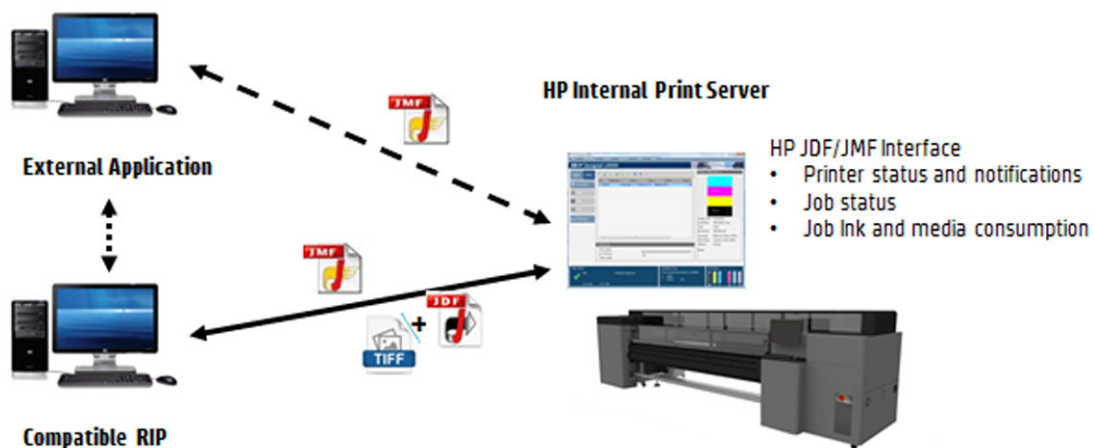 JMF
HP Internal Print Server
External Application
HP JDF/JMF Interface
• Printer status and notifications
• Job status
• Job Ink and media consumption
JMF
JDF
+
TIFF
Compatible RIP